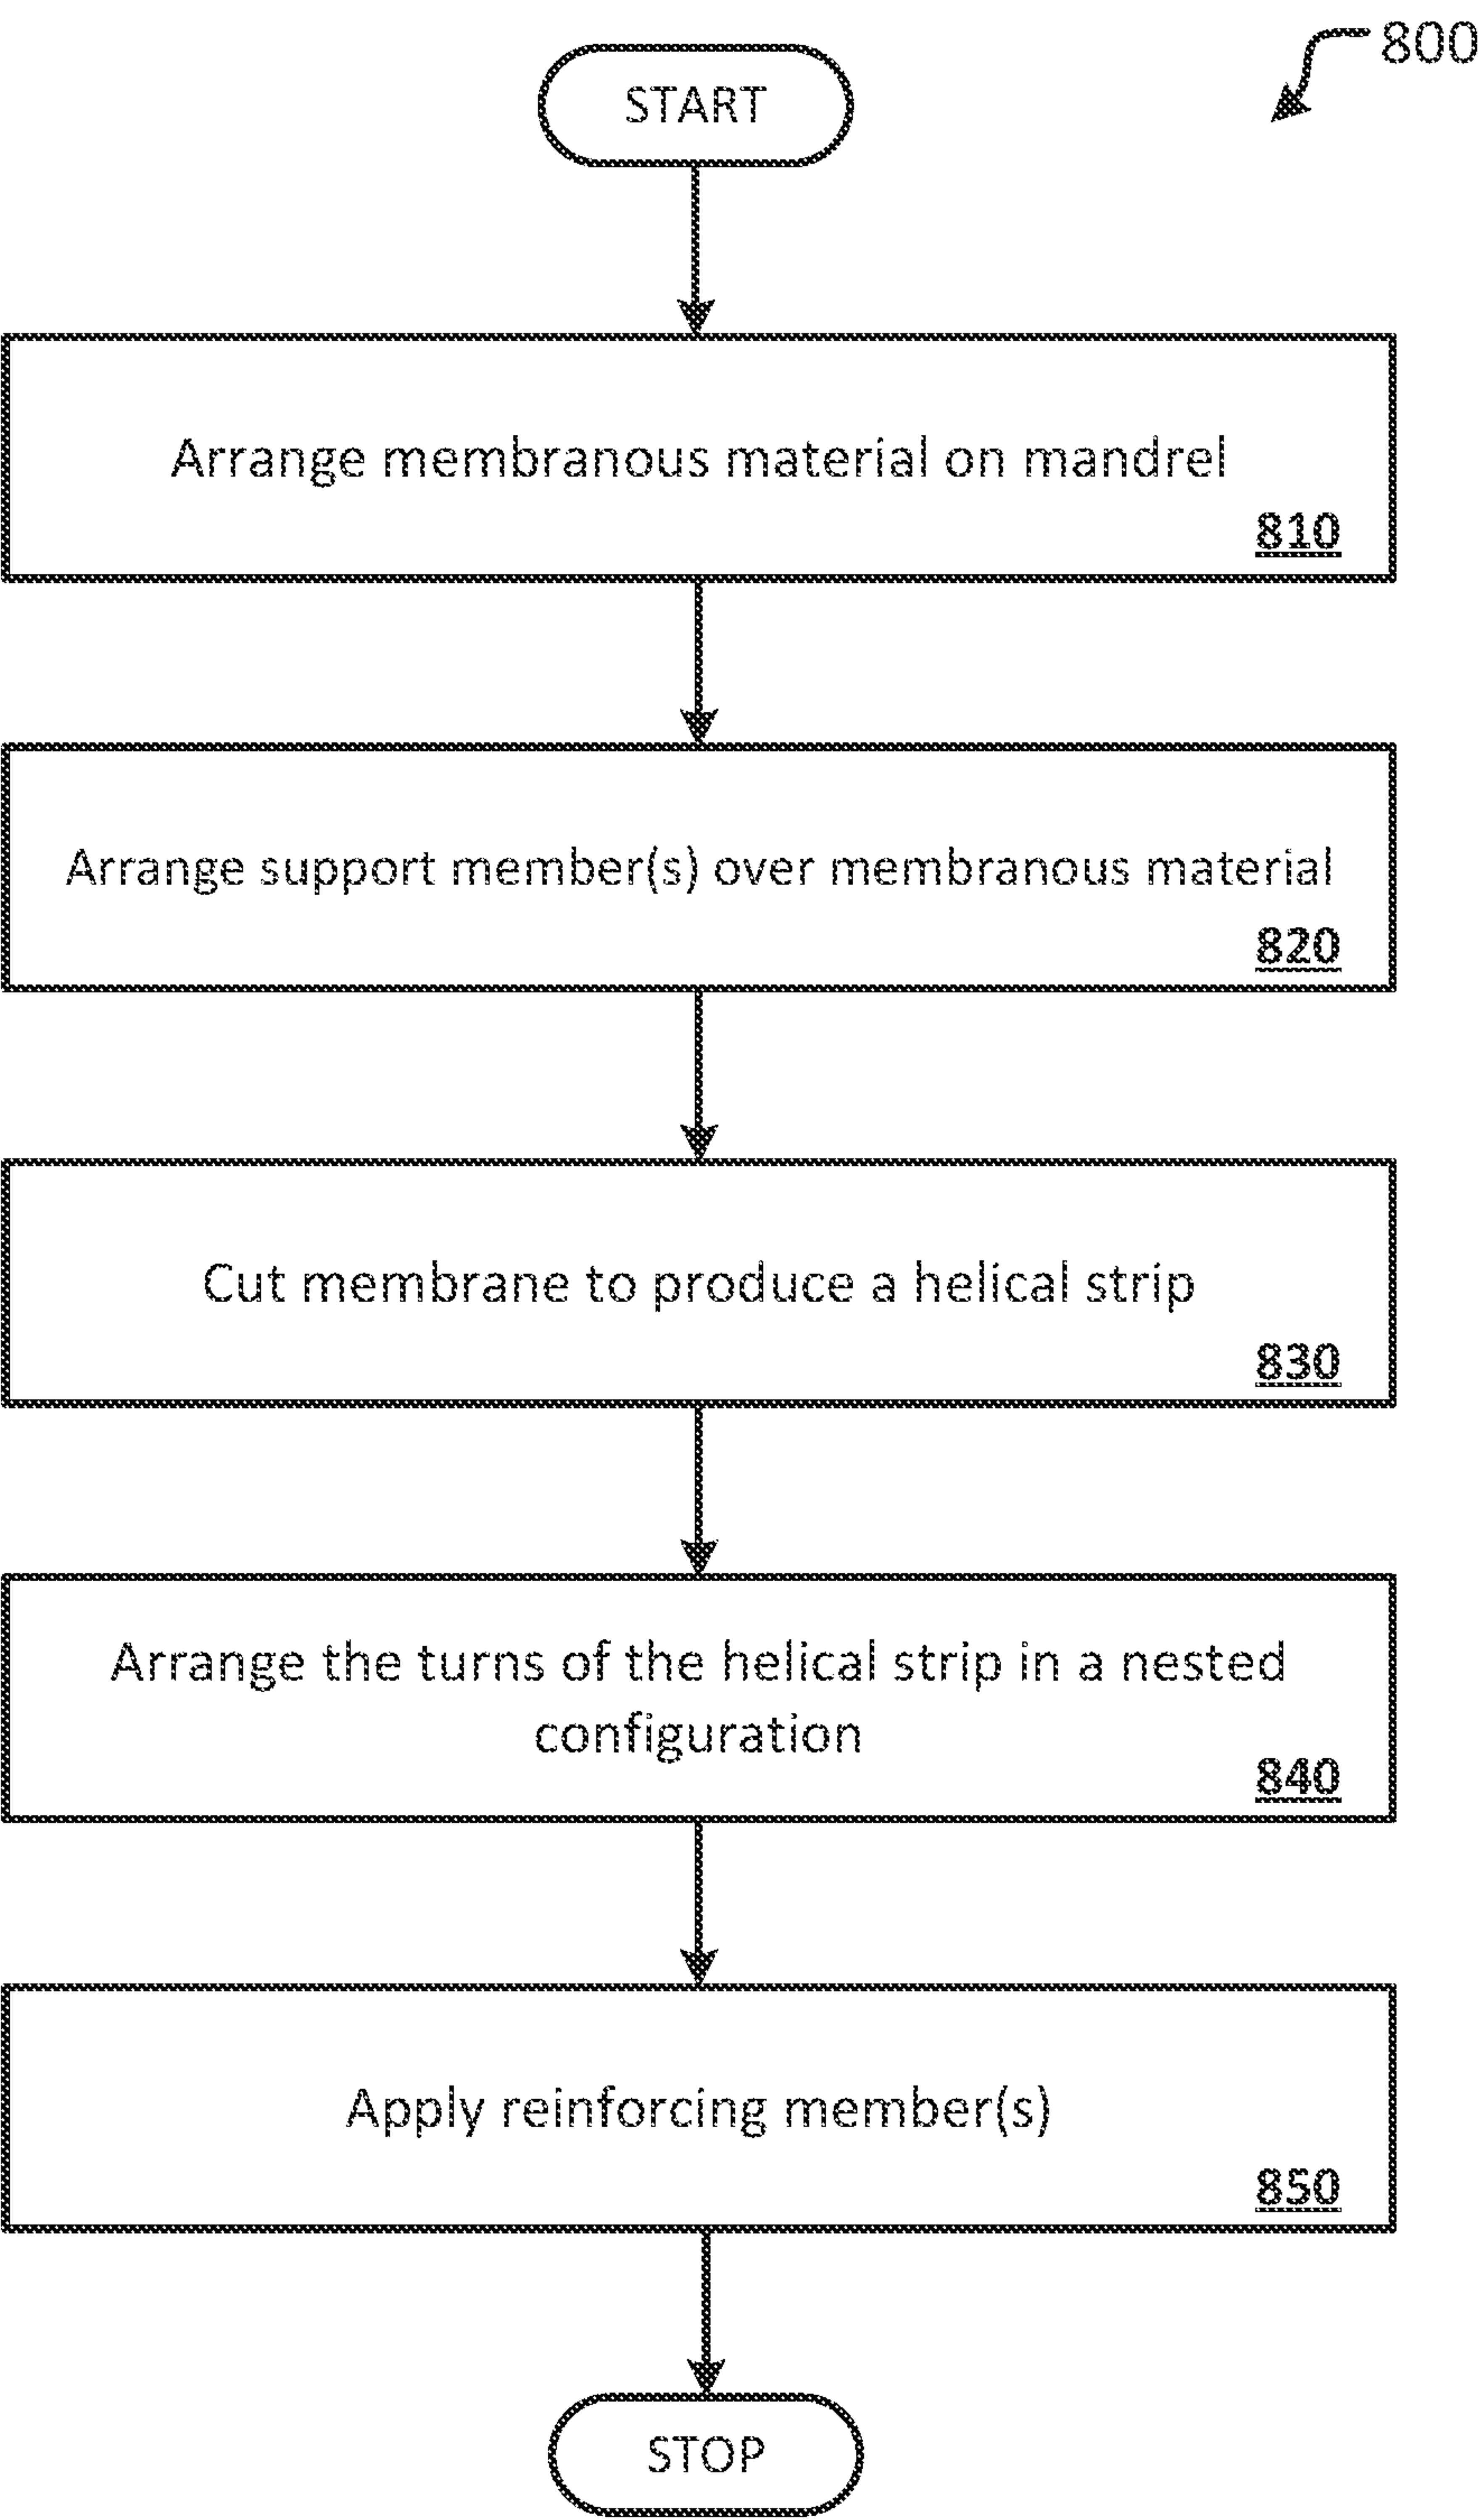 800
START
Arrange membranous material on mandrel
810
Arrange support member(s) over membranous material
820
Cut membrane to produce a helical strip
830
Arrange the turns of the helical strip in a nested
configuration
840
Apply reinforcing member(s)
850
STOP